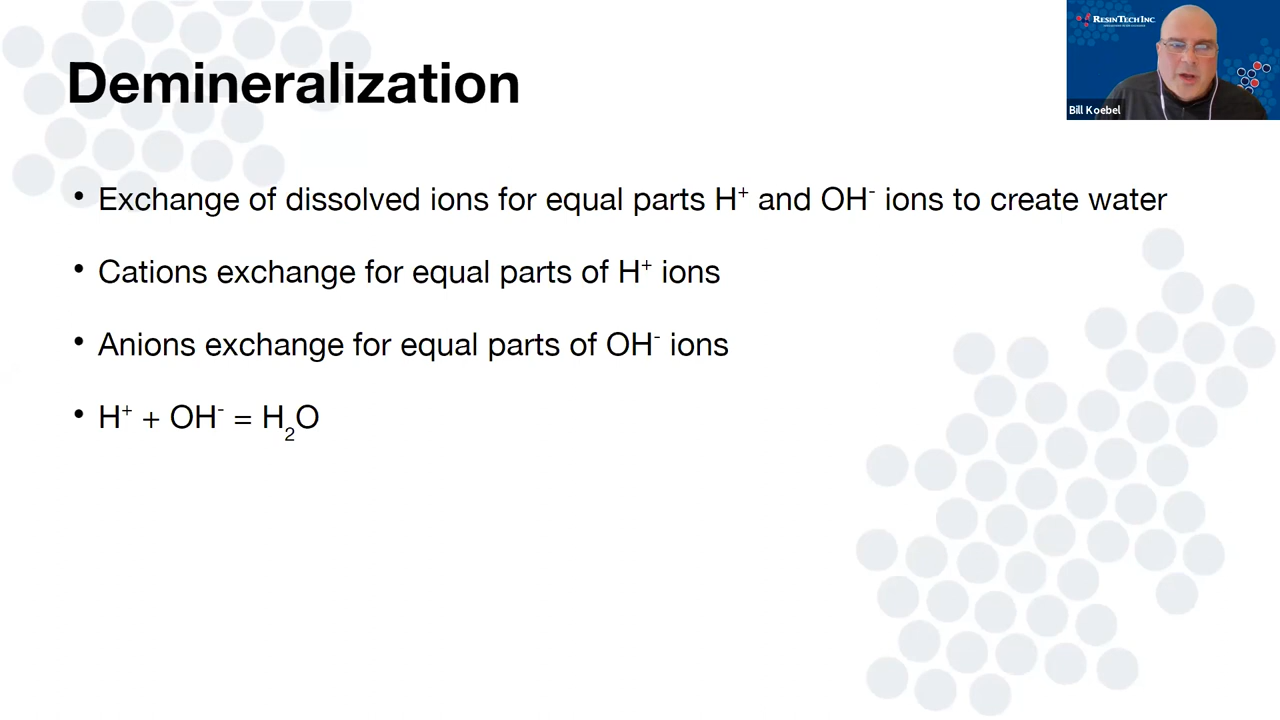 Demineralization
RESINTECH INC
Bill Koebel
• Exchange of dissolved ions for equal parts H⁺ and OH⁻ ions to create water
• Cations exchange for equal parts of H⁺ ions
• Anions exchange for equal parts of OH⁻ ions
• H⁺ + OH⁻ = H₂O